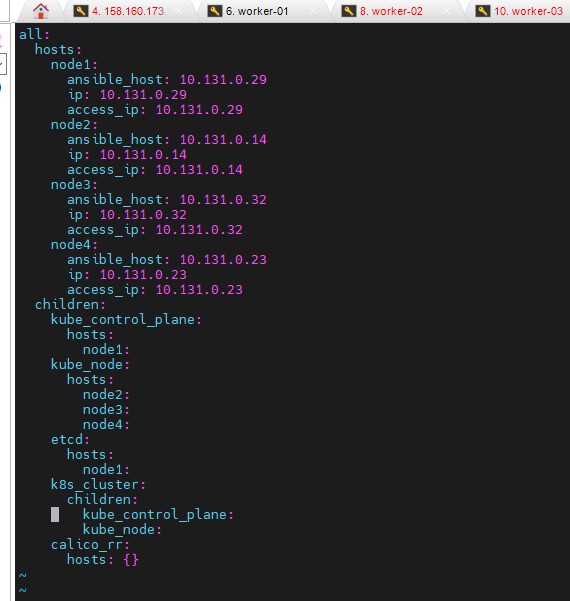 4. 158.160.173
6. worker-01
8. worker-02
10. worker-03
all:
  hosts:
    node1:
      ansible_host: 10.131.0.29
      ip: 10.131.0.29
      access_ip: 10.131.0.29
    node2:
      ansible_host: 10.131.0.14
      ip: 10.131.0.14
      access_ip: 10.131.0.14
    node3:
      ansible_host: 10.131.0.32
      ip: 10.131.0.32
      access_ip: 10.131.0.32
    node4:
      ansible_host: 10.131.0.23
      ip: 10.131.0.23
      access_ip: 10.131.0.23
  children:
    kube_control_plane:
      hosts:
        node1:
    kube_node:
      hosts:
        node2:
        node3:
        node4:
    etcd:
      hosts:
        node1:
    k8s_cluster:
      children:
        kube_control_plane:
        kube_node:
    calico_rr:
      hosts: {}
~
~